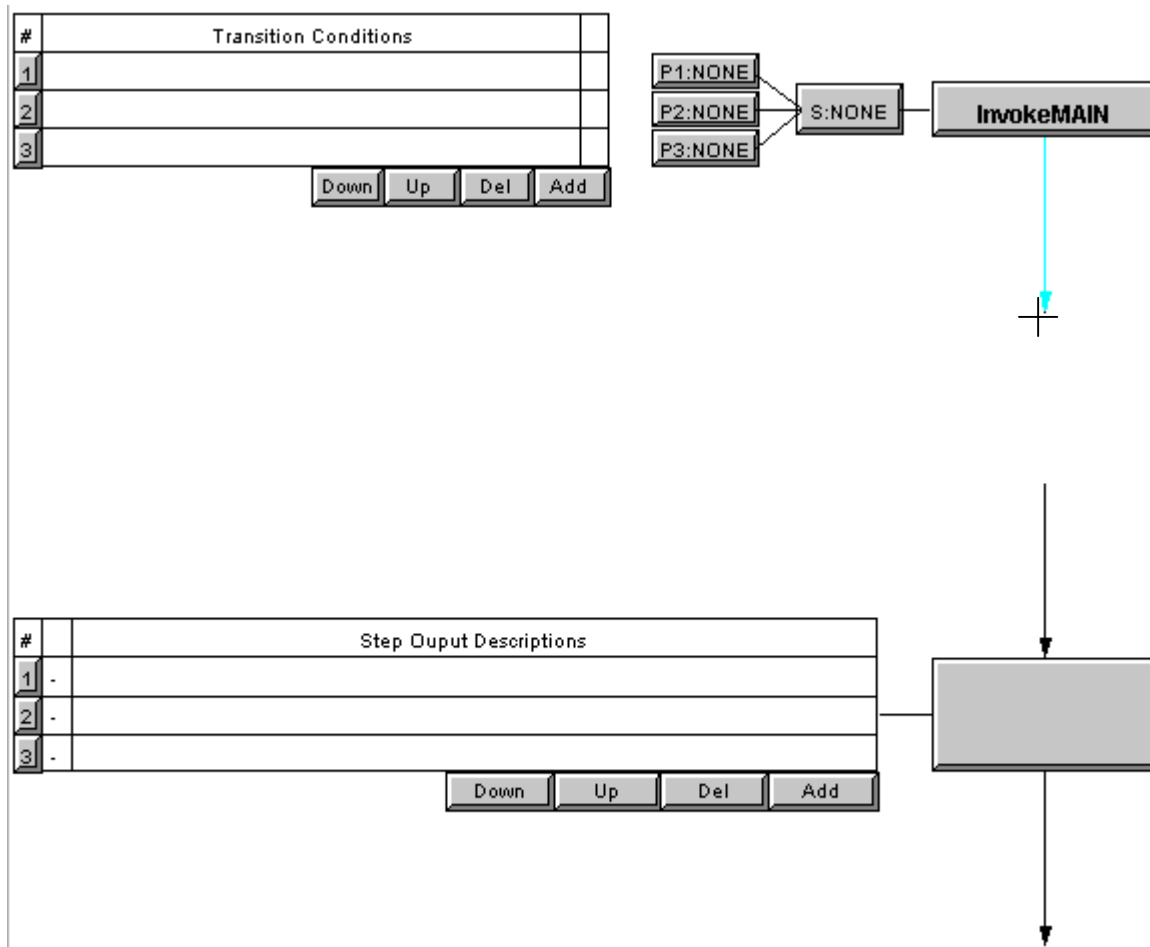 # Transition Conditions
1
2
3
Down Up Del Add
P1:NONE
P2:NONE
P3:NONE
S:NONE
InvokeMAIN
# Step Ouput Descriptions
1 -
2 -
3 -
Down Up Del Add